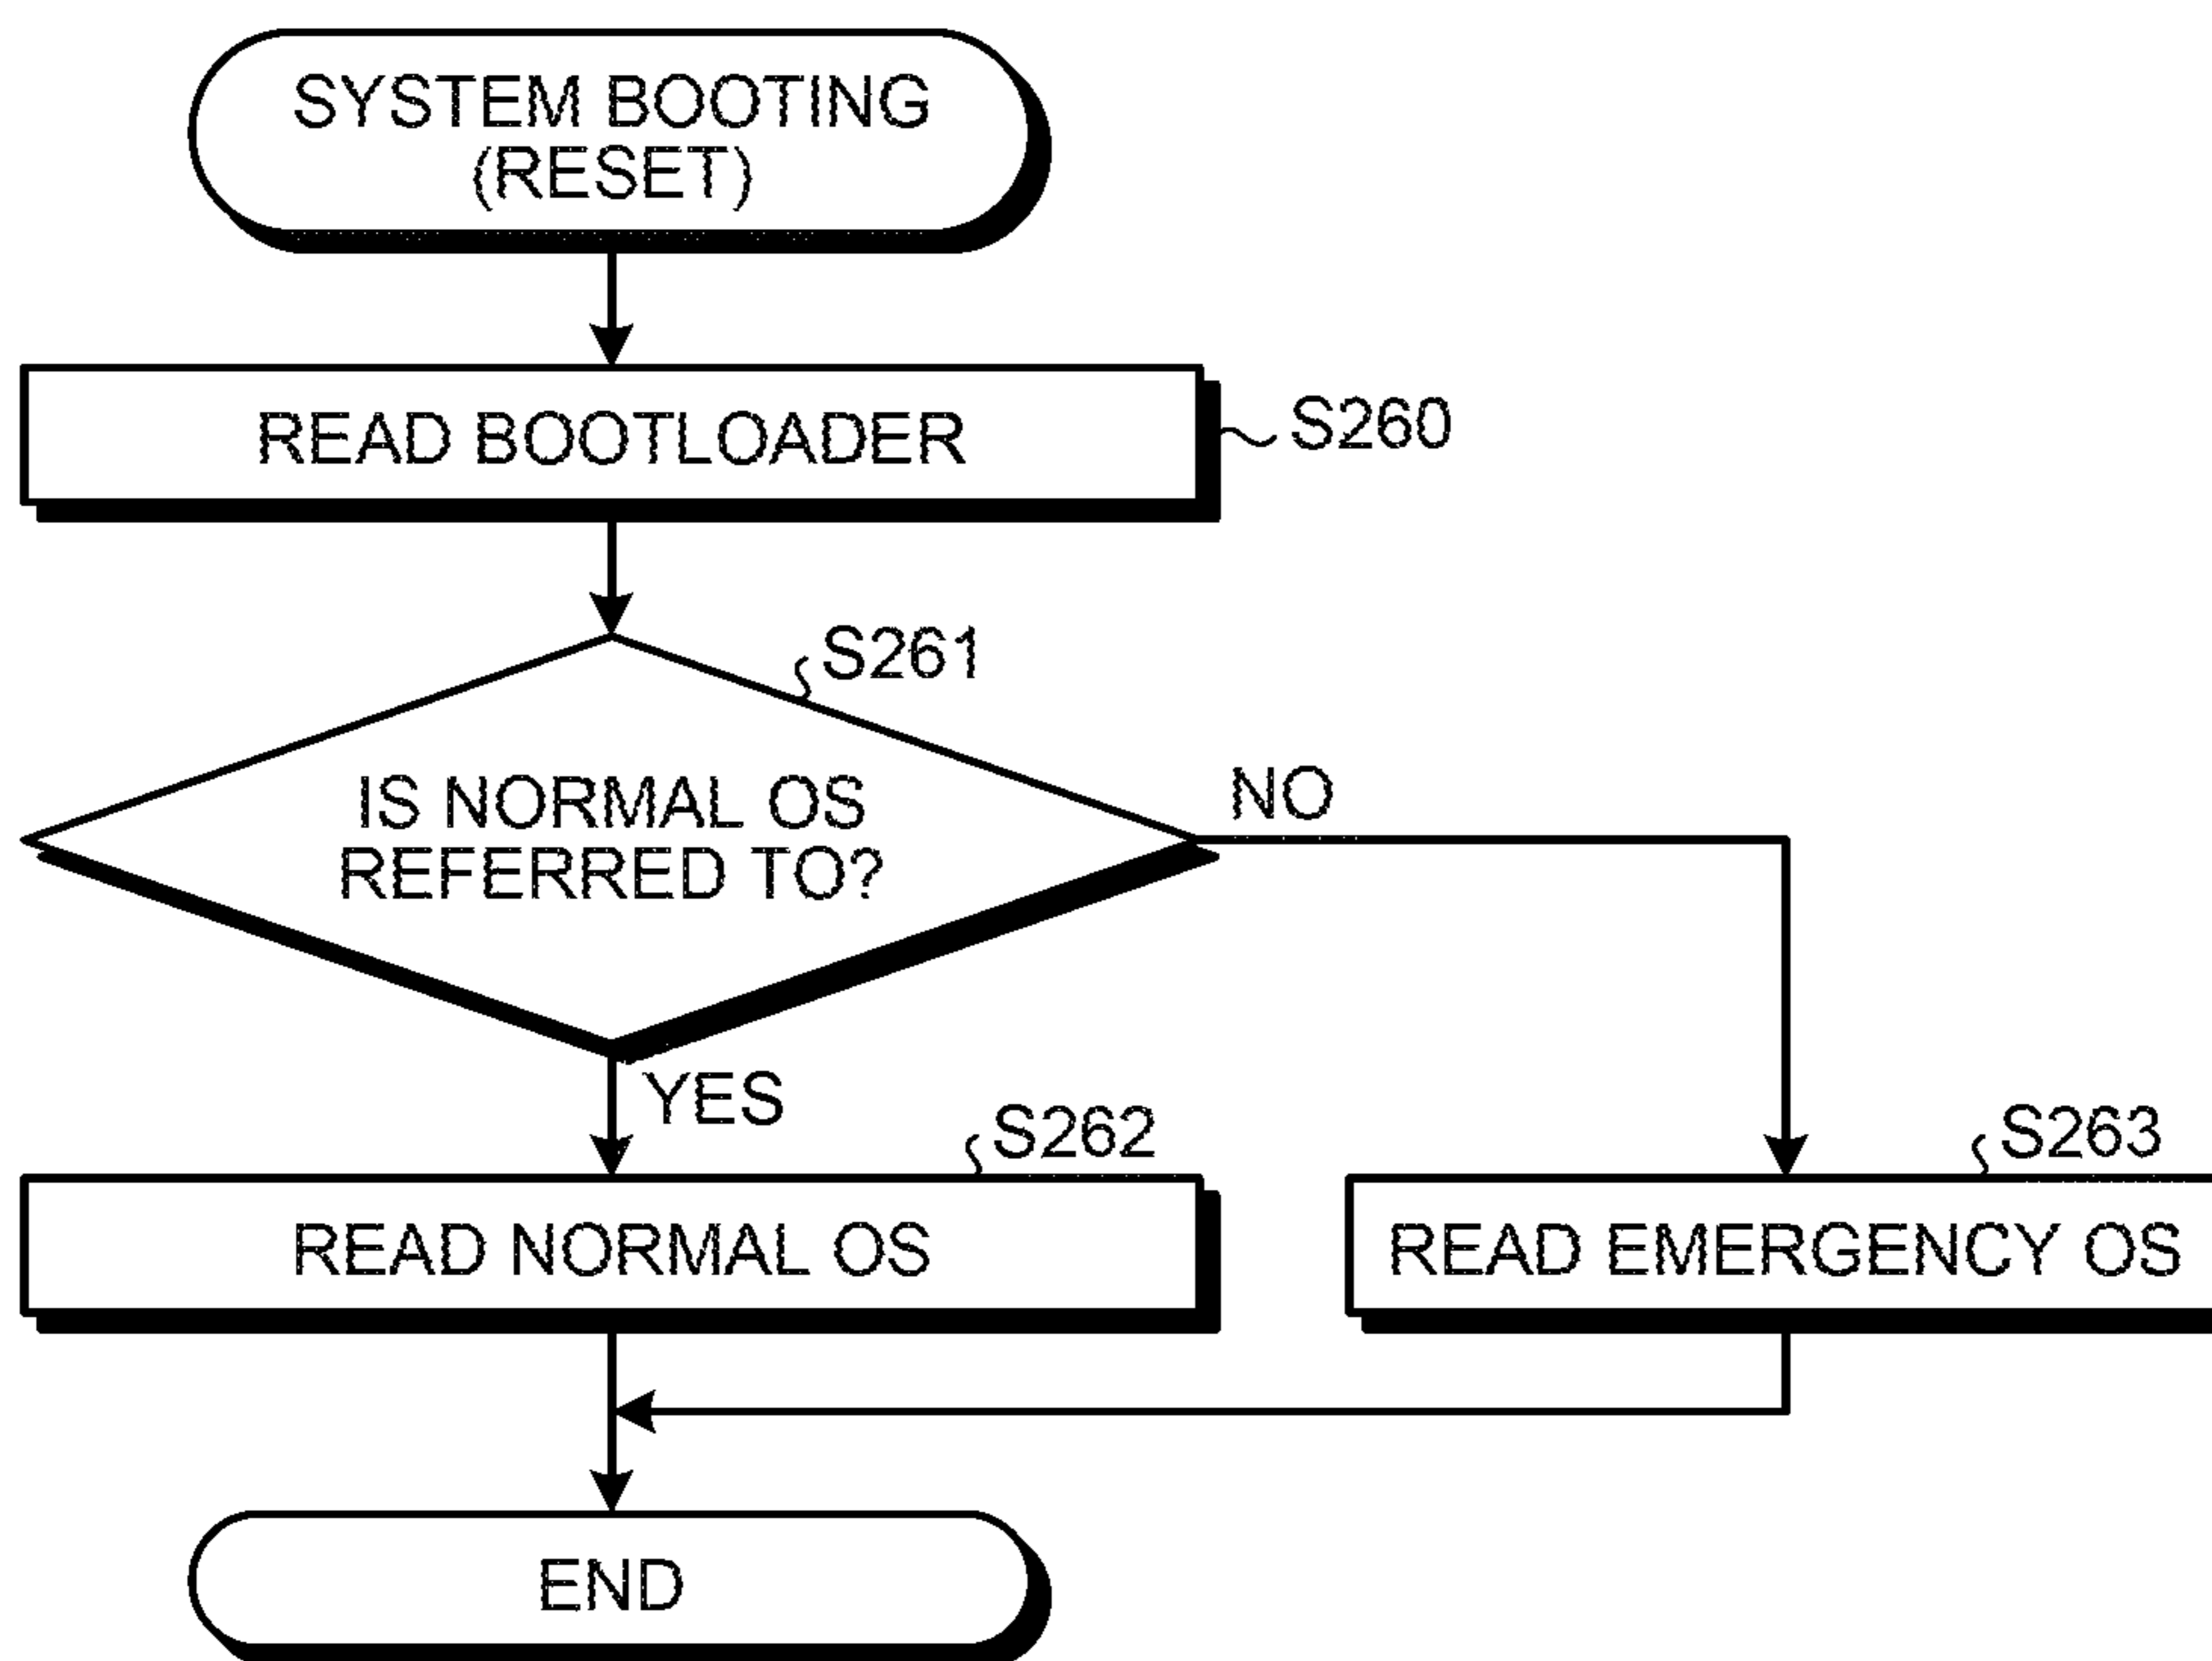 SYSTEM BOOTING
(RESET)
READ BOOTLOADER
S260
S261
IS NORMAL OS
REFERRED TO?
NO
YES
S262
READ NORMAL OS
S263
READ EMERGENCY OS
END